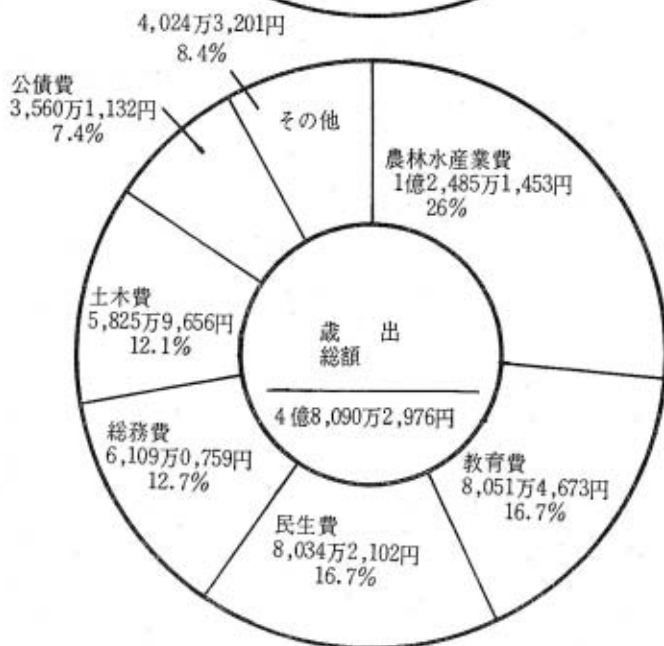 4,024万3,201円
8.4%
その他
公債費
3,560万1,132円
7.4%
農林水産業費
1億2,485万1,453円
26%
土木費
5,825万9,656円
12.1%
歳 出
総額
4億8,090万2,976円
総務費
6,109万0,759円
12.7%
教育費
8,051万4,673円
16.7%
民生費
8,034万2,102円
16.7%